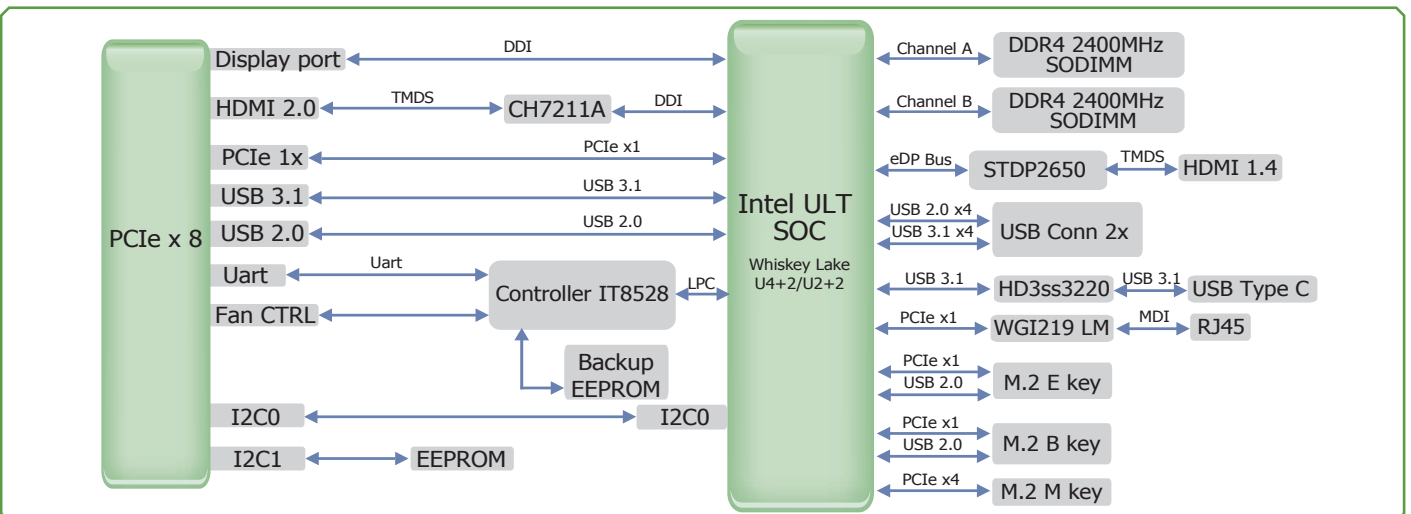 PCIe x 8
Display port
DDI
HDMI 2.0
TMDS
CH7211A
DDI
PCIe 1x
PCIe x1
USB 3.1
USB 3.1
USB 2.0
USB 2.0
Uart
Uart
Fan CTRL
Controller IT8528
LPC
Backup
EEPROM
I2C0
I2C0
I2C1
EEPROM
Intel ULT
SOC
Whiskey Lake
U4+2/U2+2
Channel A
DDR4 2400MHz
SODIMM
Channel B
DDR4 2400MHz
SODIMM
eDP Bus
STDP2650
TMDS
HDMI 1.4
USB 2.0 x4
USB 3.1 x4
USB Conn 2x
USB 3.1
HD3ss3220
USB 3.1
USB Type C
PCIe x1
WGI219 LM
MDI
RJ45
PCIe x1
USB 2.0
M.2 E key
PCIe x1
USB 2.0
M.2 B key
PCIe x4
M.2 M key